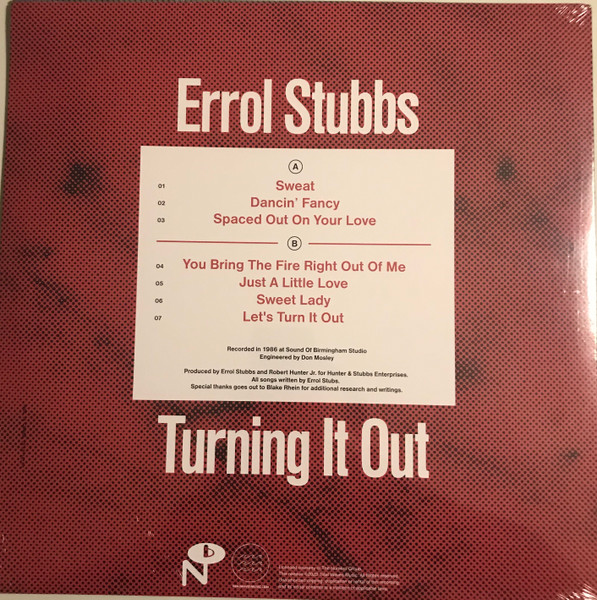 Errol Stubbs
A
01 Sweat
02 Dancin' Fancy
03 Spaced Out On Your Love
B
04 You Bring The Fire Right Out Of Me
05 Just A Little Love
06 Sweet Lady
07 Let's Turn It Out
Recorded in 1986 at Sound Of Birmingham Studio
Engineered by Don Mosley
Produced by Errol Stubbs and Robert Hunter Jr. for Hunter & Stubbs Enterprises.
All songs written by Errol Stubs.
Special thanks goes out to Blake Rhein for additional research and writings.
Turning It Out
N b